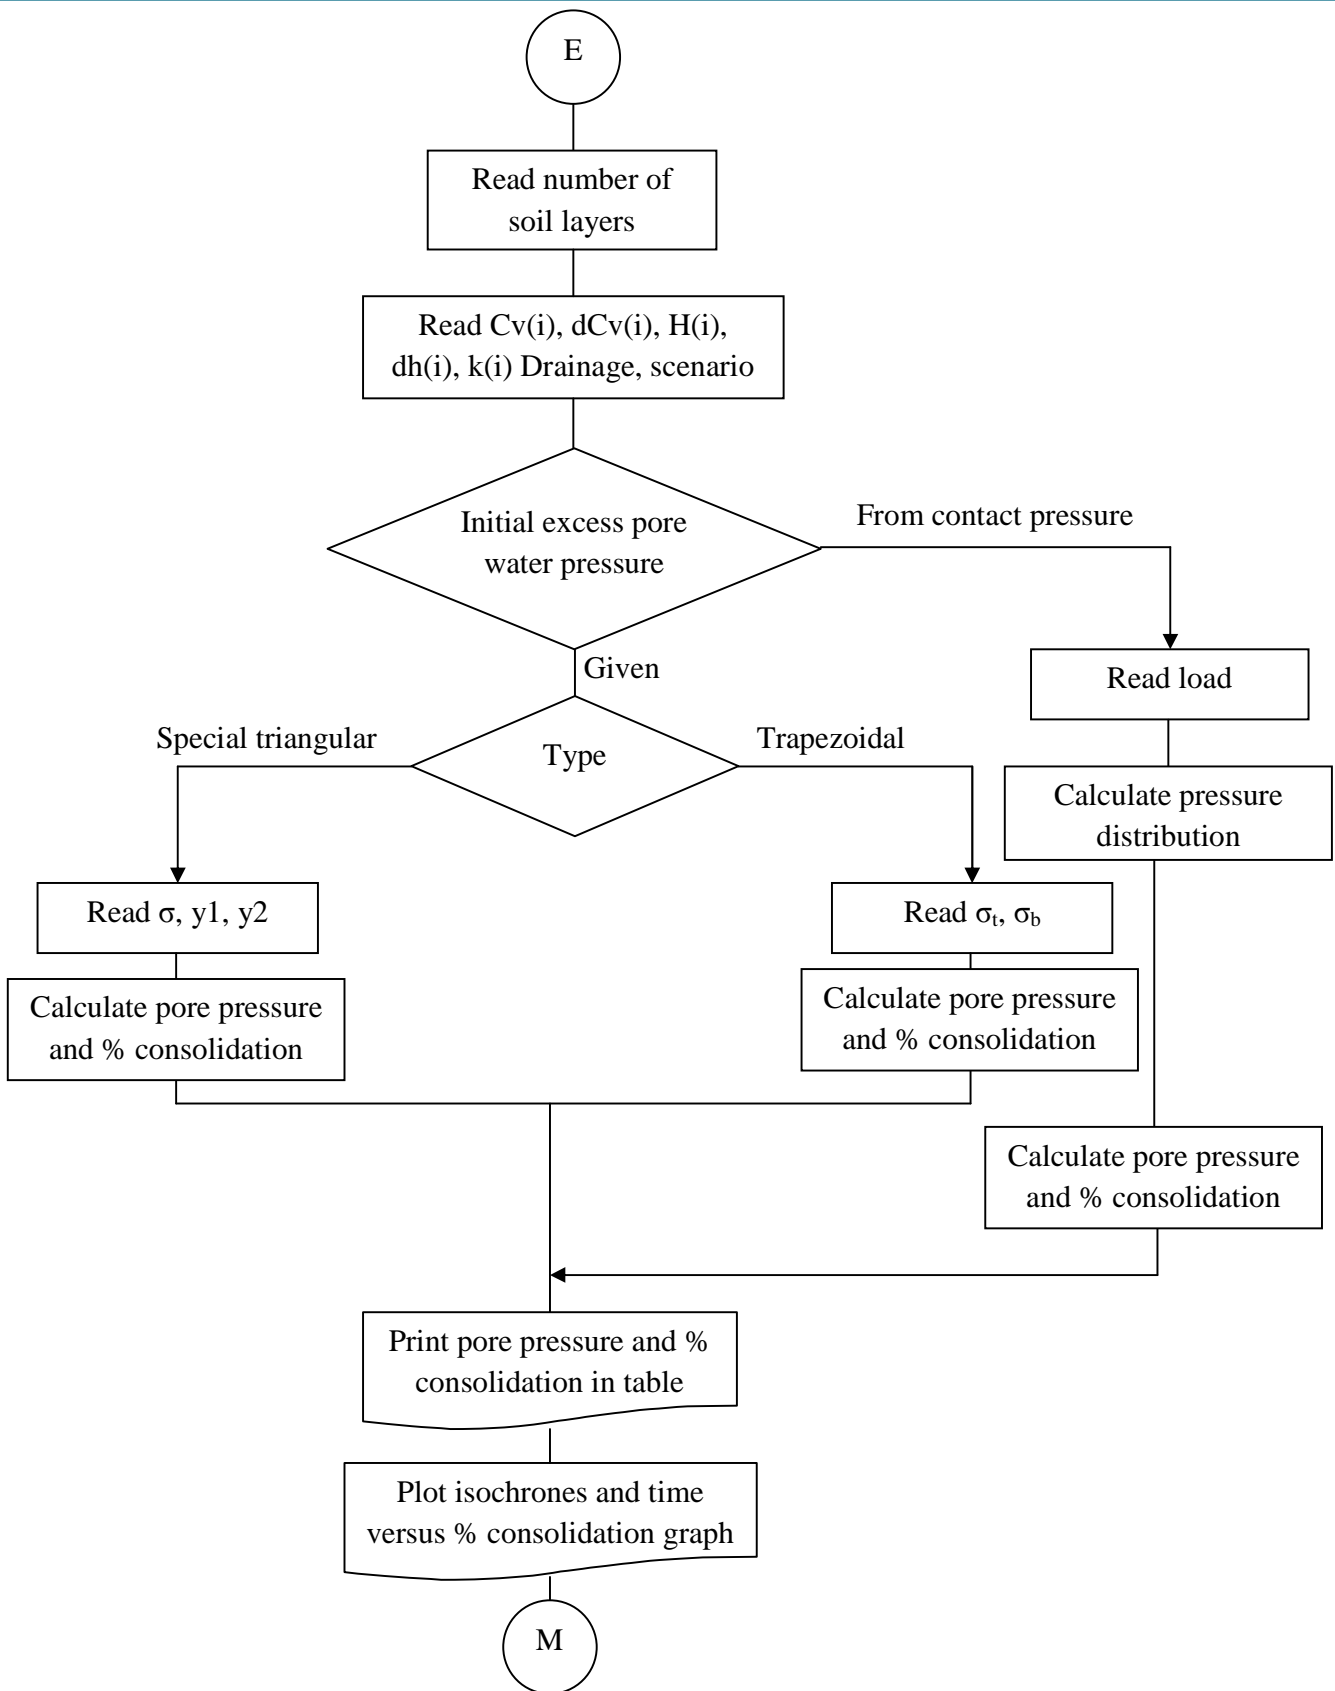 E
Read number of
soil layers
Read Cv(i), dCv(i), H(i),
dh(i), k(i) Drainage, scenario
Initial excess pore
water pressure
From contact pressure
Given
Read load
Special triangular
Type
Trapezoidal
Calculate pressure
distribution
Read σ, y1, y2
Read σt, σb
Calculate pore pressure
and % consolidation
Calculate pore pressure
and % consolidation
Calculate pore pressure
and % consolidation
Print pore pressure and %
consolidation in table
Plot isochrones and time
versus % consolidation graph
M